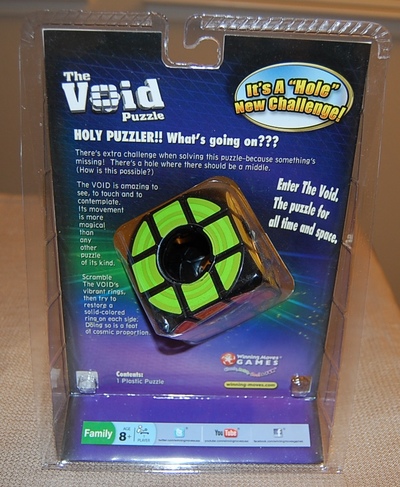 The
Void
Puzzle
It's A "Hole"
New Challenge!
HOLY PUZZLER!! What's going on???
There's extra challenge when solving this puzzle-because something's
missing! There's a hole where there should be a middle.
(How is this possible?)
The VOID is amazing to
see, to touch and to
contemplate.
Its movement
is more
magical
than
any
other
puzzle
of its kind.
Enter The Void.
The puzzle for
all time and space.
Scramble
The VOID's
vibrant rings,
then try to
restore a
solid-colored
ring on each side.
DOing so is a feat
of cosmic proportion.
Contents:
1 Plastic Puzzle
Winning Moves
GAMES
winning-moves.com
Family
AGE
8+
PLAYER
You Tube